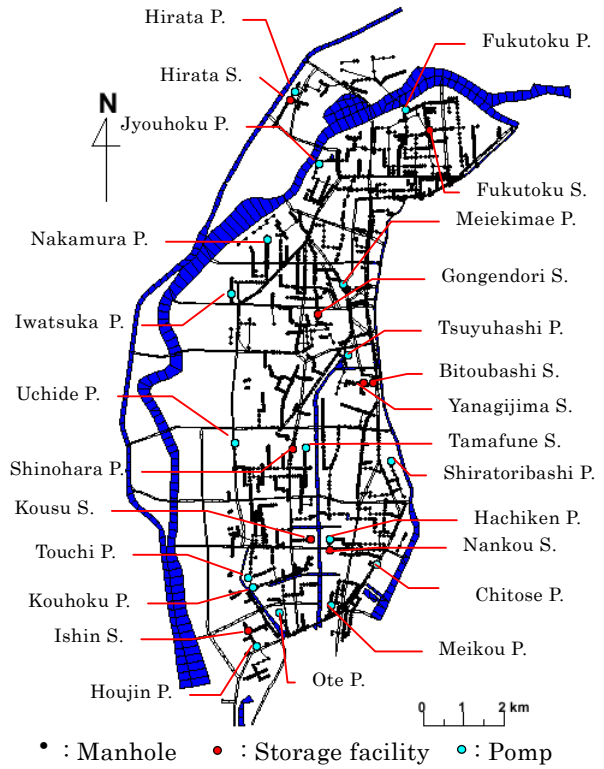 Hirata P.
Fukutoku P.
Hirata S.
N
Jyouhoku P.
Fukutoku S.
Meiekimae P.
Nakamura P.
Gongendori S.
Iwatsuka P.
Tsuyuhashi P.
Bitoubashi S.
Uchide P.
Yanagijima S.
Tamafune S.
Shinohara P.
Shiratoribashi P.
Kousu S.
Hachiken P.
Touchi P.
Nankou S.
Kouhoku P.
Chitose P.
Ishin S.
Meikou P.
Ote P.
Houjin P.
0 2 km
: Manhole : Storage facility : Pomp